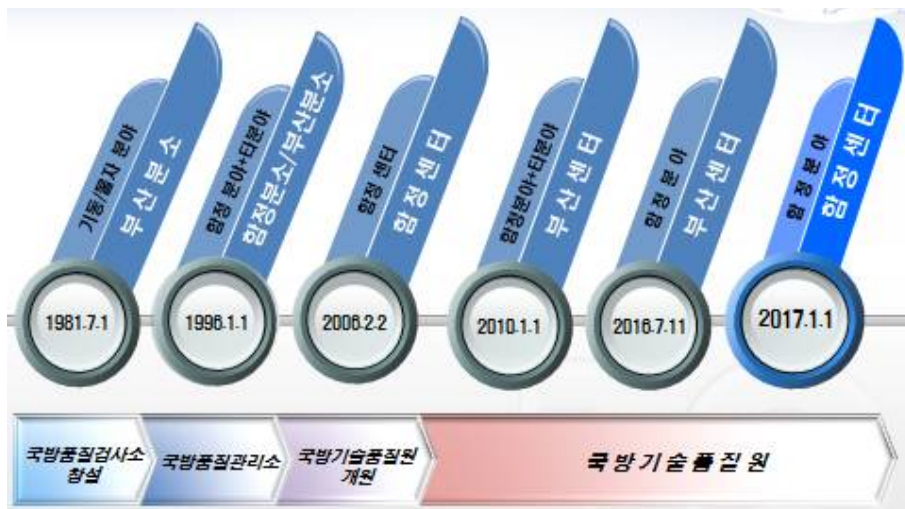 기동/물자 분야
부산분소
함정 분야+타분야
함정분소/부산분소
함정 센터
함정센터
함정분야+타분야
부산센터
함정 분야
부산센터
함정 분야
함정센터
1981.7.1
1996.1.1
2006.2.2
2010.1.1
2016.7.11
2017.1.1
국방품질검사소
창설
국방품질관리소
국방기술품질원
개원
국방기술품질원